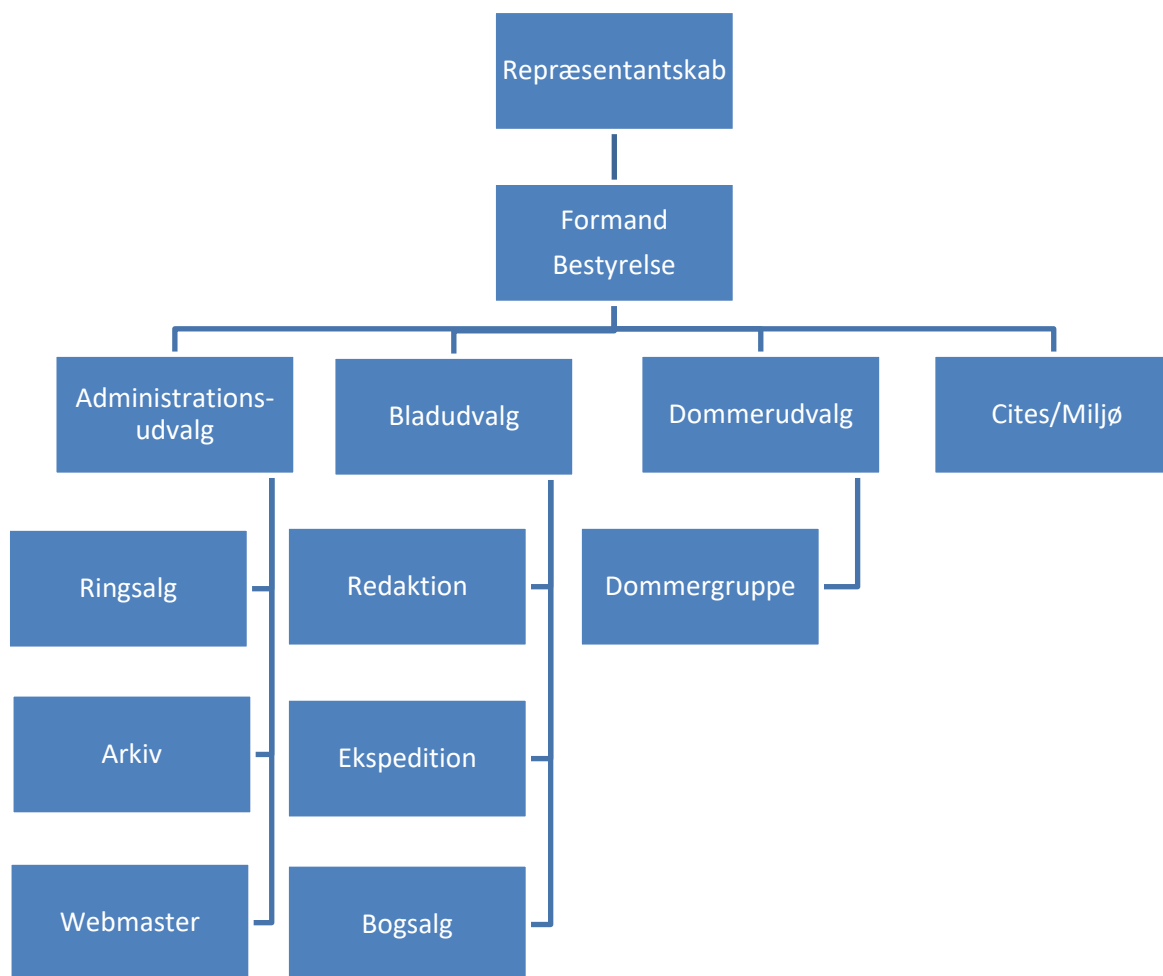 Repræsentantskab
Formand
Bestyrelse
Administrations-
udvalg
Bladudvalg
Dommerudvalg
Cites/Miljø
Ringsalg
Redaktion
Dommergruppe
Arkiv
Ekspedition
Webmaster
Bogsalg